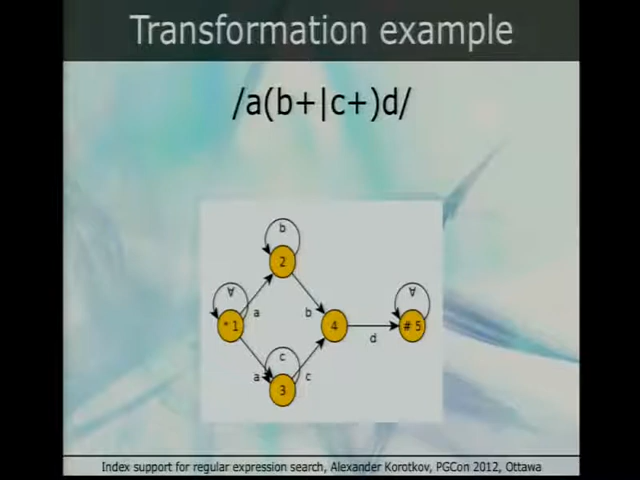 Transformation example
/a(b+|c+)d/
b
2
∀
∀
a
b
* 1
4
# 5
d
c
a
c
3
Index support for regular expression search, Alexander Korotkov, PGCon 2012, Ottawa